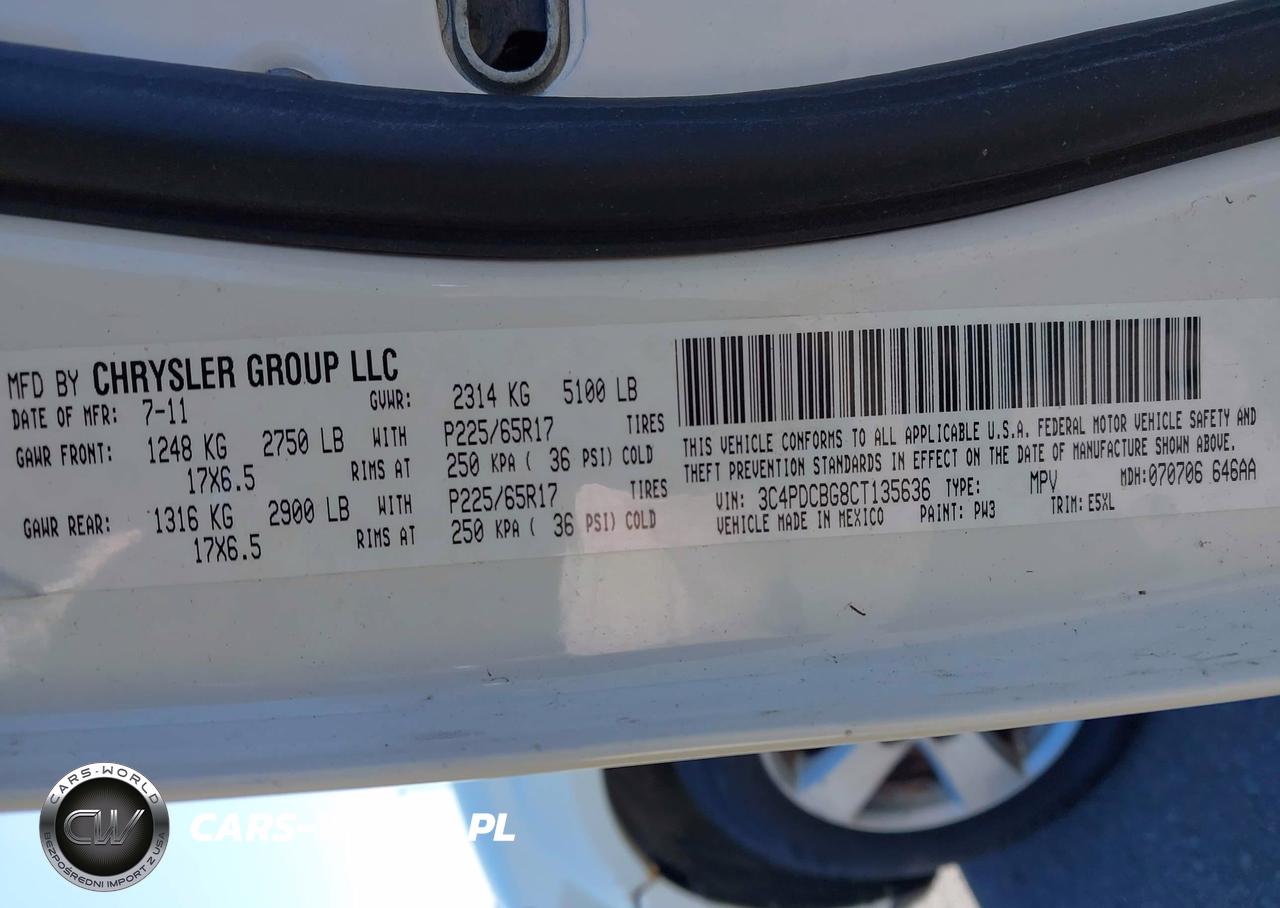 MFD BY CHRYSLER GROUP LLC
DATE OF MFR: 7-11 GVWR: 2314 KG 5100 LB
GAWR FRONT: 1248 KG 2750 LB WITH P225/65R17 TIRES
17X6.5 RIMS AT 250 KPA ( 36 PSI) COLD
GAWR REAR: 1316 KG 2900 LB WITH P225/65R17 TIRES
17X6.5 RIMS AT 250 KPA ( 36 PSI) COLD
THIS VEHICLE CONFORMS TO ALL APPLICABLE U.S.A. FEDERAL MOTOR VEHICLE SAFETY AND
THEFT PREVENTION STANDARDS IN EFFECT ON THE DATE OF MANUFACTURE SHOWN ABOVE.
VIN: 3C4PDCBG8CT135636 TYPE: MPV MDH:070706 646AA
VEHICLE MADE IN MEXICO PAINT: PW3 TRIM: E5XL
CARS-WORLD
CW
BEZPOŚREDNI IMPORT Z USA
PL